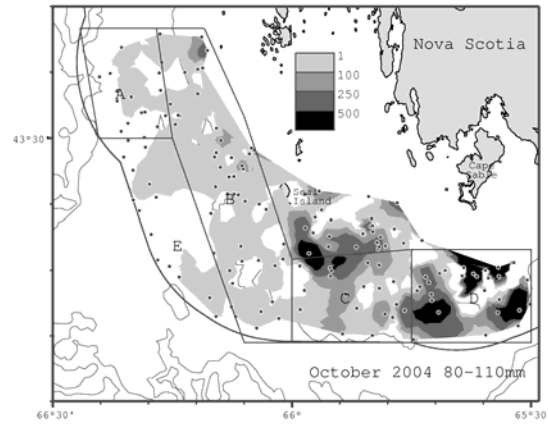 Nova Scotia
1
100
250
500
A
43°30'
Cape
Sable
Seal
Island
B
E
C
D
October 2004 80-110mm
66°30'
66°
65°30'